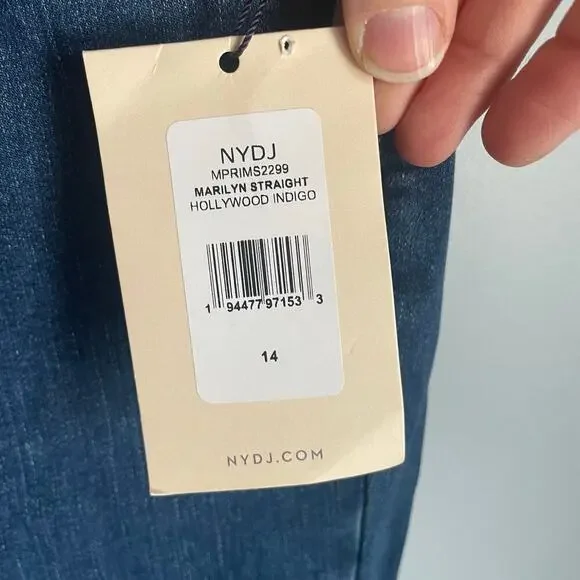 NYDJ
MPRIMS2299
MARILYN STRAIGHT
HOLLYWOOD INDIGO
1 94477 97153 3
14
NYDJ.COM